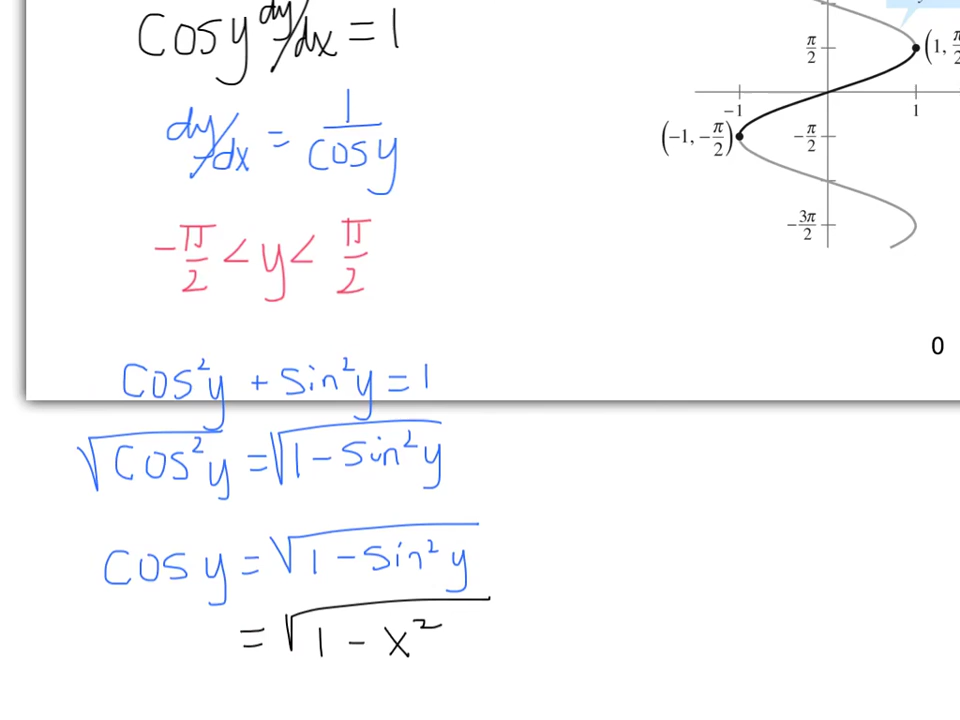 cos y dy/dx = 1
dy/dx = 1/cos y
-π/2 < y < π/2
cos²y + sin²y = 1
√cos²y = √1 - sin²y
cos y = √1 - sin²y
= √1 - x²
π/2
(1, π/2
-1
1
(-1, -π/2)
-π/2
-3π/2
0